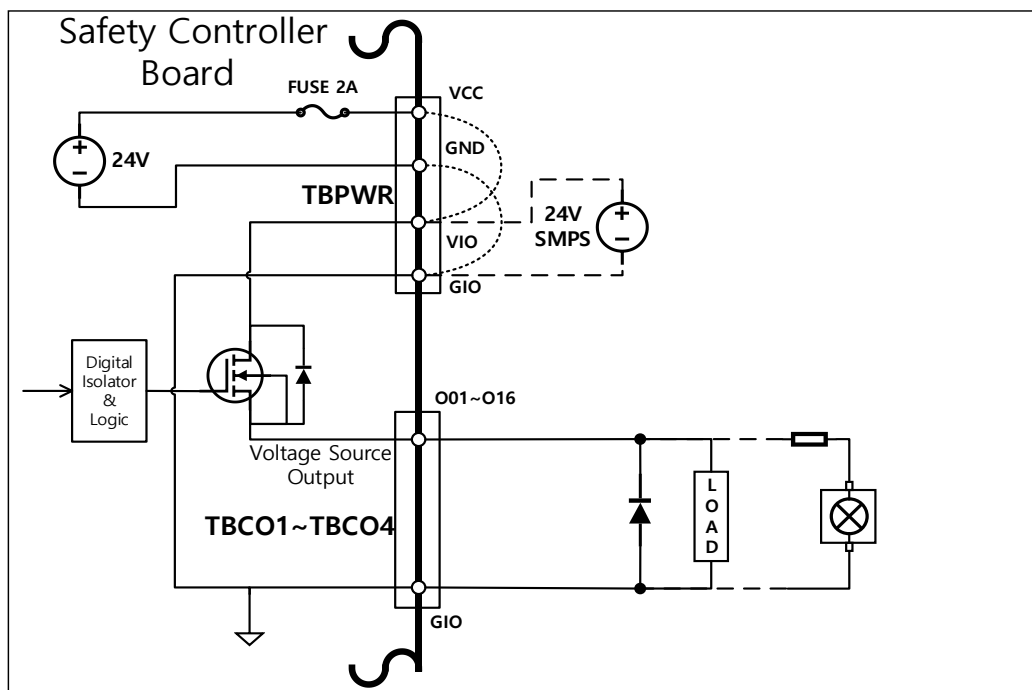 Safety Controller
Board
FUSE 2A
VCC
+
24V
-
GND
TBPWR
VIO
GIO
+
24V
SMPS
-
Digital
Isolator
&
Logic
Voltage Source
Output
O01~O16
TBCO1~TBCO4
GIO
L
O
A
D